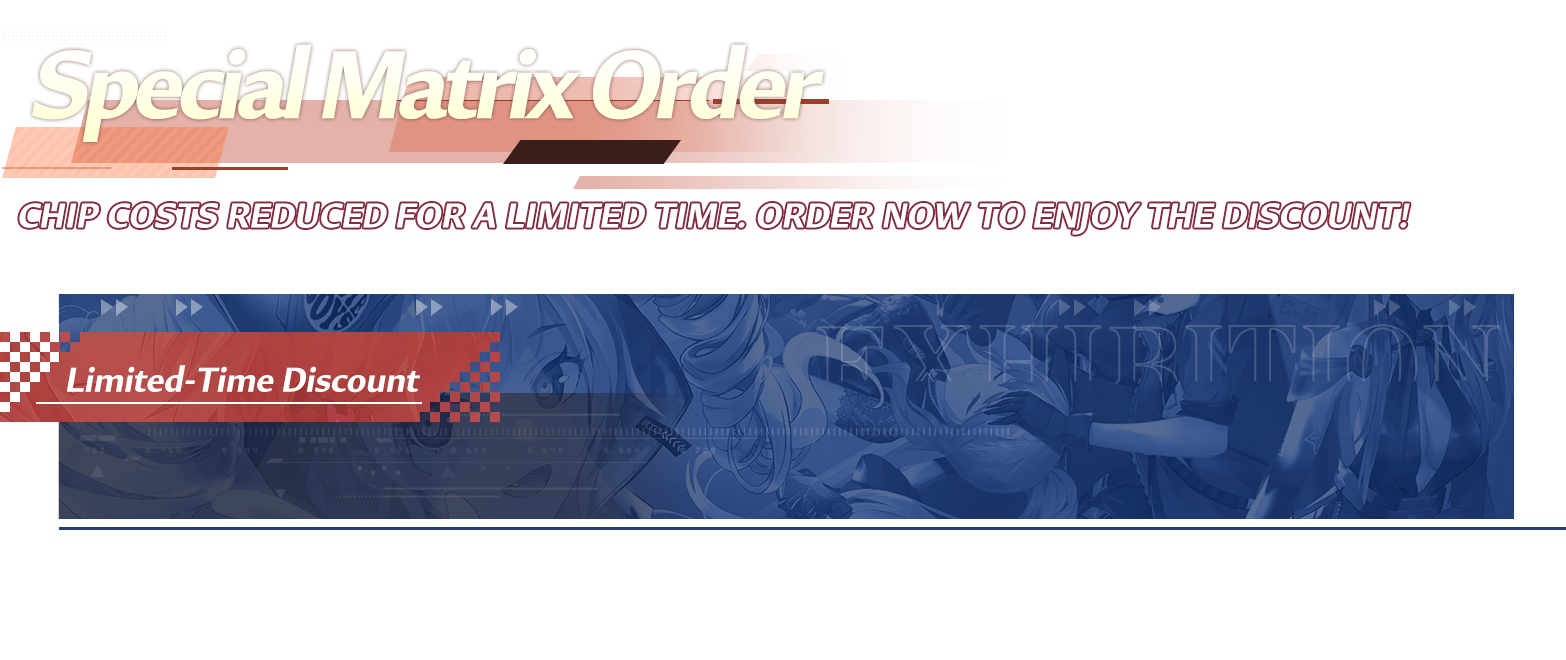 Special Matrix Order
CHIP COSTS REDUCED FOR A LIMITED TIME. ORDER NOW TO ENJOY THE DISCOUNT!
EXHIBITION
Limited-Time Discount